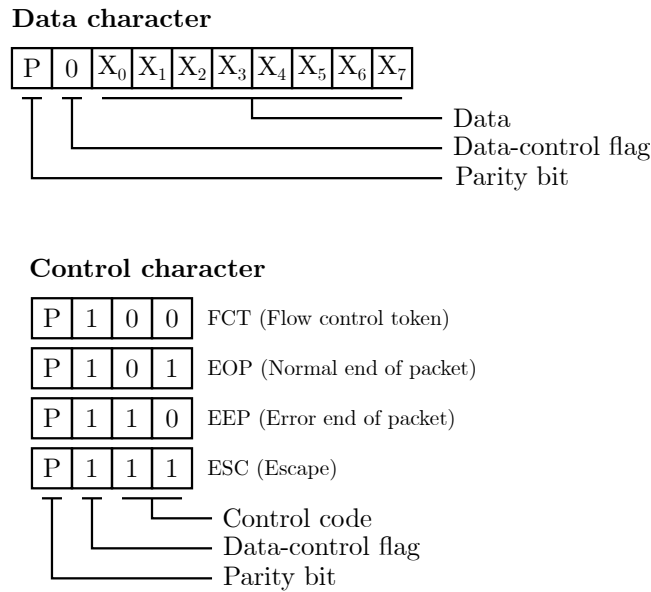 Data character
P 0 X₀ X₁ X₂ X₃ X₄ X₅ X₆ X₇
Data
Data-control flag
Parity bit
Control character
P 1 0 0 FCT (Flow control token)
P 1 0 1 EOP (Normal end of packet)
P 1 1 0 EEP (Error end of packet)
P 1 1 1 ESC (Escape)
Control code
Data-control flag
Parity bit